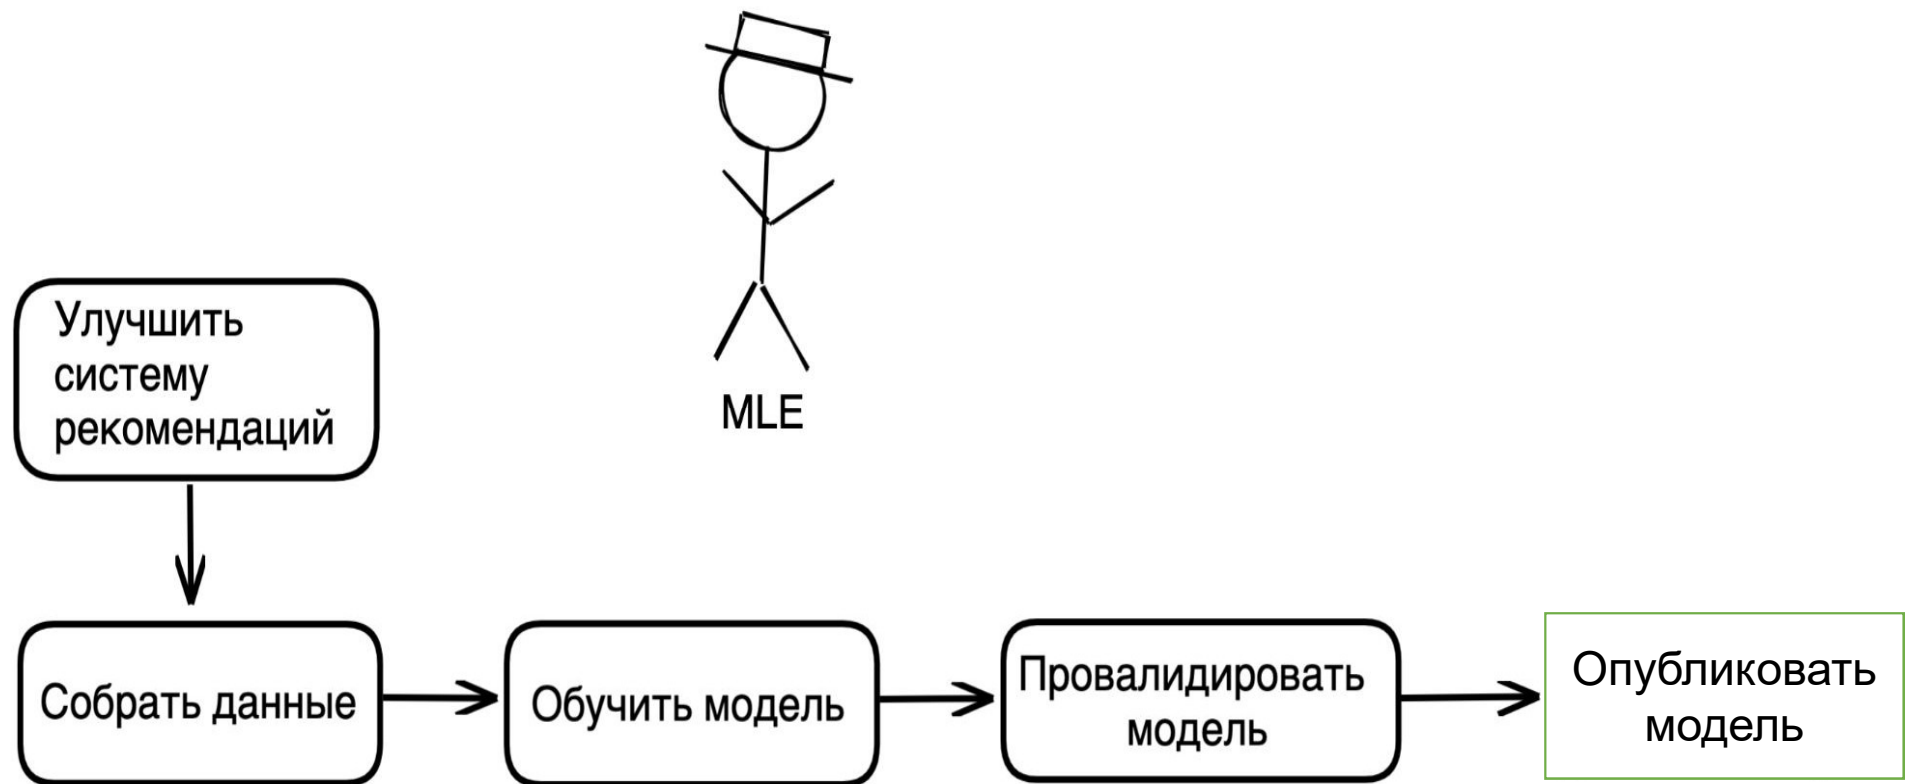 MLE
Улучшить
систему
рекомендаций
Собрать данные
Обучить модель
Провалидировать
модель
Опубликовать
модель